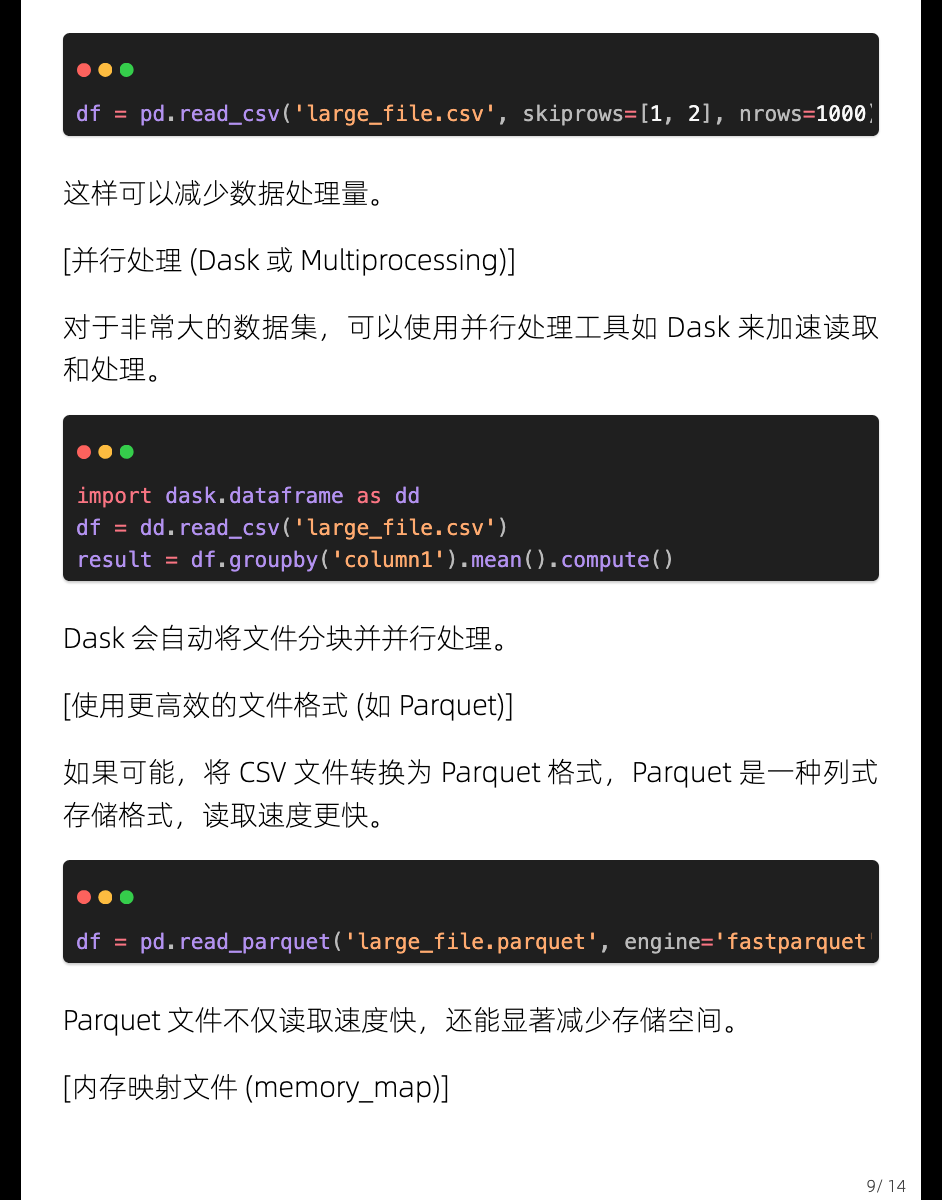 df = pd.read_csv('large_file.csv', skiprows=[1, 2], nrows=1000)
这样可以减少数据处理量。
[并行处理 (Dask 或 Multiprocessing)]
对于非常大的数据集，可以使用并行处理工具如 Dask 来加速读取
和处理。
import dask.dataframe as dd
df = dd.read_csv('large_file.csv')
result = df.groupby('column1').mean().compute()
Dask 会自动将文件分块并并行处理。
[使用更高效的文件格式 (如 Parquet)]
如果可能，将 CSV 文件转换为 Parquet 格式，Parquet 是一种列式
存储格式，读取速度更快。
df = pd.read_parquet('large_file.parquet', engine='fastparquet'
Parquet 文件不仅读取速度快，还能显著减少存储空间。
[内存映射文件 (memory_map)]
9/ 14